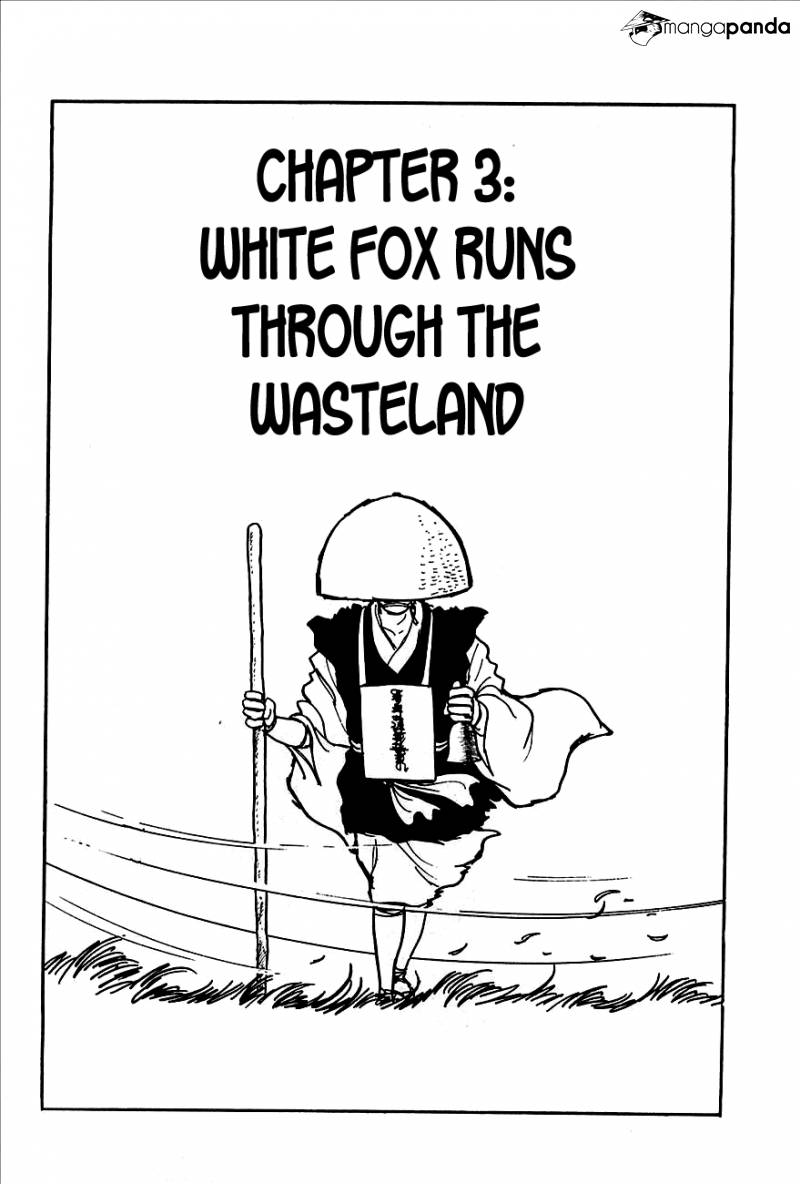 mangapanda
CHAPTER 3:
WHITE FOX RUNS
THROUGH THE
WASTELAND